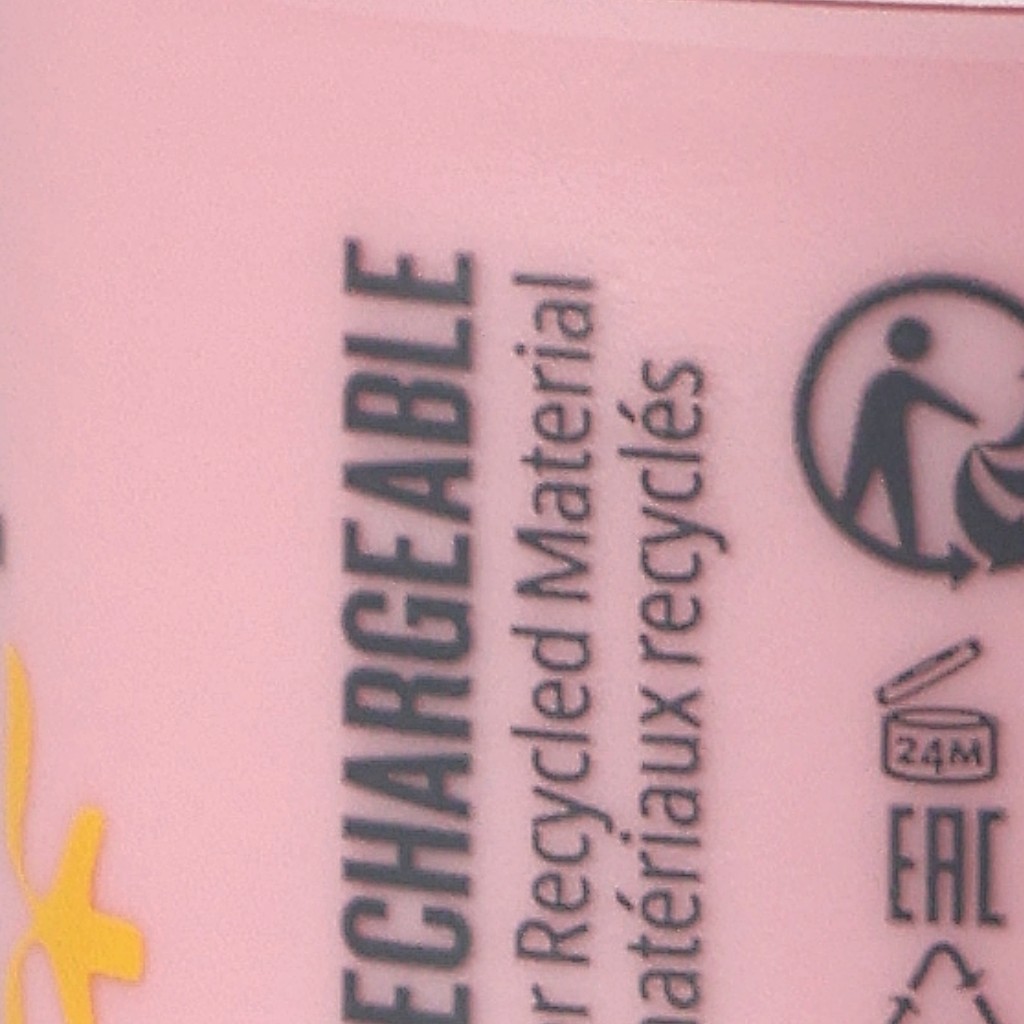 ECHARGEABLE
r Recycled Material
atériaux recyclés
24M
EAC